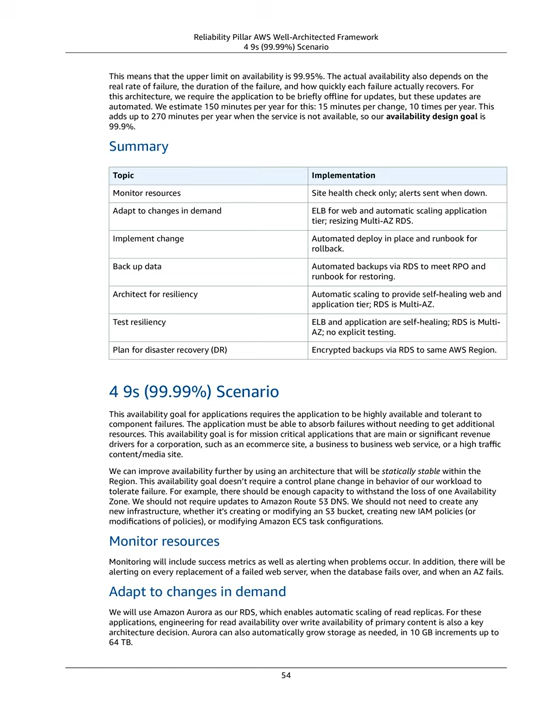 Reliability Pillar AWS Well-Architected Framework
4 9s (99.99%) Scenario
This means that the upper limit on availability is 99.95%. The actual availability also depends on the
real rate of failure, the duration of the failure, and how quickly each failure actually recovers. For
this architecture, we require the application to be briefly offline for updates, but these updates are
automated. We estimate 150 minutes per year for this: 15 minutes per change, 10 times per year. This
adds up to 270 minutes per year when the service is not available, so our availability design goal is
99.9%.
Summary
Topic Implementation
Monitor resources Site health check only; alerts sent when down.
Adapt to changes in demand ELB for web and automatic scaling application
tier; resizing Multi-AZ RDS.
Implement change Automated deploy in place and runbook for
rollback.
Back up data Automated backups via RDS to meet RPO and
runbook for restoring.
Architect for resiliency Automatic scaling to provide self-healing web and
application tier; RDS is Multi-AZ.
Test resiliency ELB and application are self-healing; RDS is Multi-
AZ; no explicit testing.
Plan for disaster recovery (DR) Encrypted backups via RDS to same AWS Region.
4 9s (99.99%) Scenario
This availability goal for applications requires the application to be highly available and tolerant to
component failures. The application must be able to absorb failures without needing to get additional
resources. This availability goal is for mission critical applications that are main or significant revenue
drivers for a corporation, such as an ecommerce site, a business to business web service, or a high traffic
content/media site.
We can improve availability further by using an architecture that will be statically stable within the
Region. This availability goal doesn't require a control plane change in behavior of our workload to
tolerate failure. For example, there should be enough capacity to withstand the loss of one Availability
Zone. We should not require updates to Amazon Route 53 DNS. We should not need to create any
new infrastructure, whether it's creating or modifying an S3 bucket, creating new IAM policies (or
modifications of policies), or modifying Amazon ECS task configurations.
Monitor resources
Monitoring will include success metrics as well as alerting when problems occur. In addition, there will be
alerting on every replacement of a failed web server, when the database fails over, and when an AZ fails.
Adapt to changes in demand
We will use Amazon Aurora as our RDS, which enables automatic scaling of read replicas. For these
applications, engineering for read availability over write availability of primary content is also a key
architecture decision. Aurora can also automatically grow storage as needed, in 10 GB increments up to
64 TB.
54